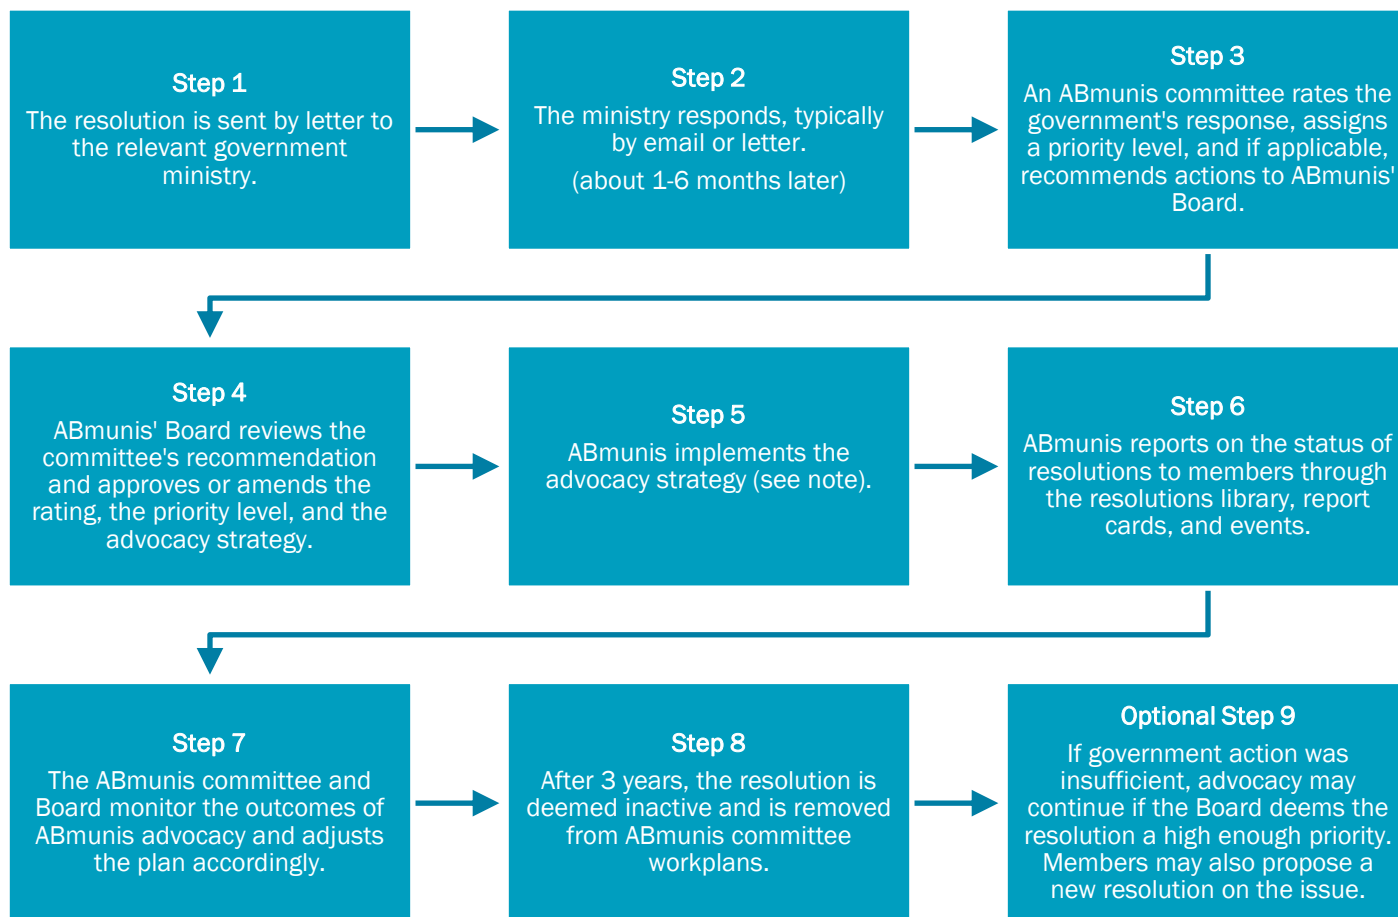 Step 1
The resolution is sent by letter to
the relevant government
ministry.
Step 2
The ministry responds, typically
by email or letter.
(about 1-6 months later)
Step 3
An ABmunis committee rates the
government's response, assigns
a priority level, and if applicable,
recommends actions to ABmunis'
Board.
Step 4
ABmunis' Board reviews the
committee's recommendation
and approves or amends the
rating, the priority level, and the
advocacy strategy.
Step 5
ABmunis implements the
advocacy strategy (see note).
Step 6
ABmunis reports on the status of
resolutions to members through
the resolutions library, report
cards, and events.
Step 7
The ABmunis committee and
Board monitor the outcomes of
ABmunis advocacy and adjusts
the plan accordingly.
Step 8
After 3 years, the resolution is
deemed inactive and is removed
from ABmunis committee
workplans.
Optional Step 9
If government action was
insufficient, advocacy may
continue if the Board deems the
resolution a high enough priority.
Members may also propose a
new resolution on the issue.